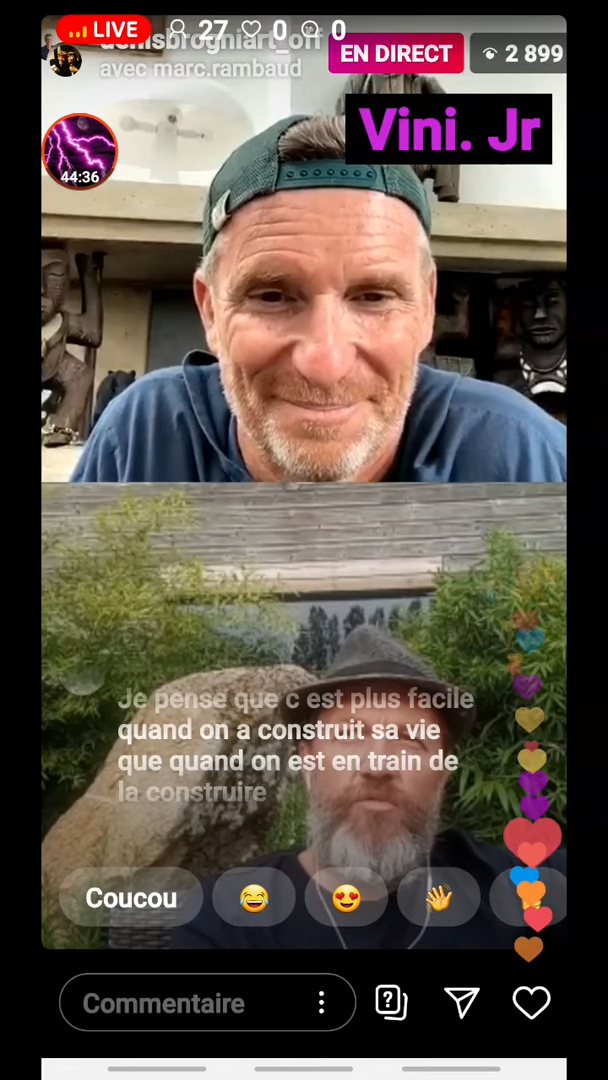 LIVE 27 0 0
denisbrogniart_off
avec marc.rambaud
EN DIRECT
2 899
Vini. Jr
44:36
Je pense que c est plus facile
quand on a construit sa vie
que quand on est en train de
la construire
Coucou
Commentaire